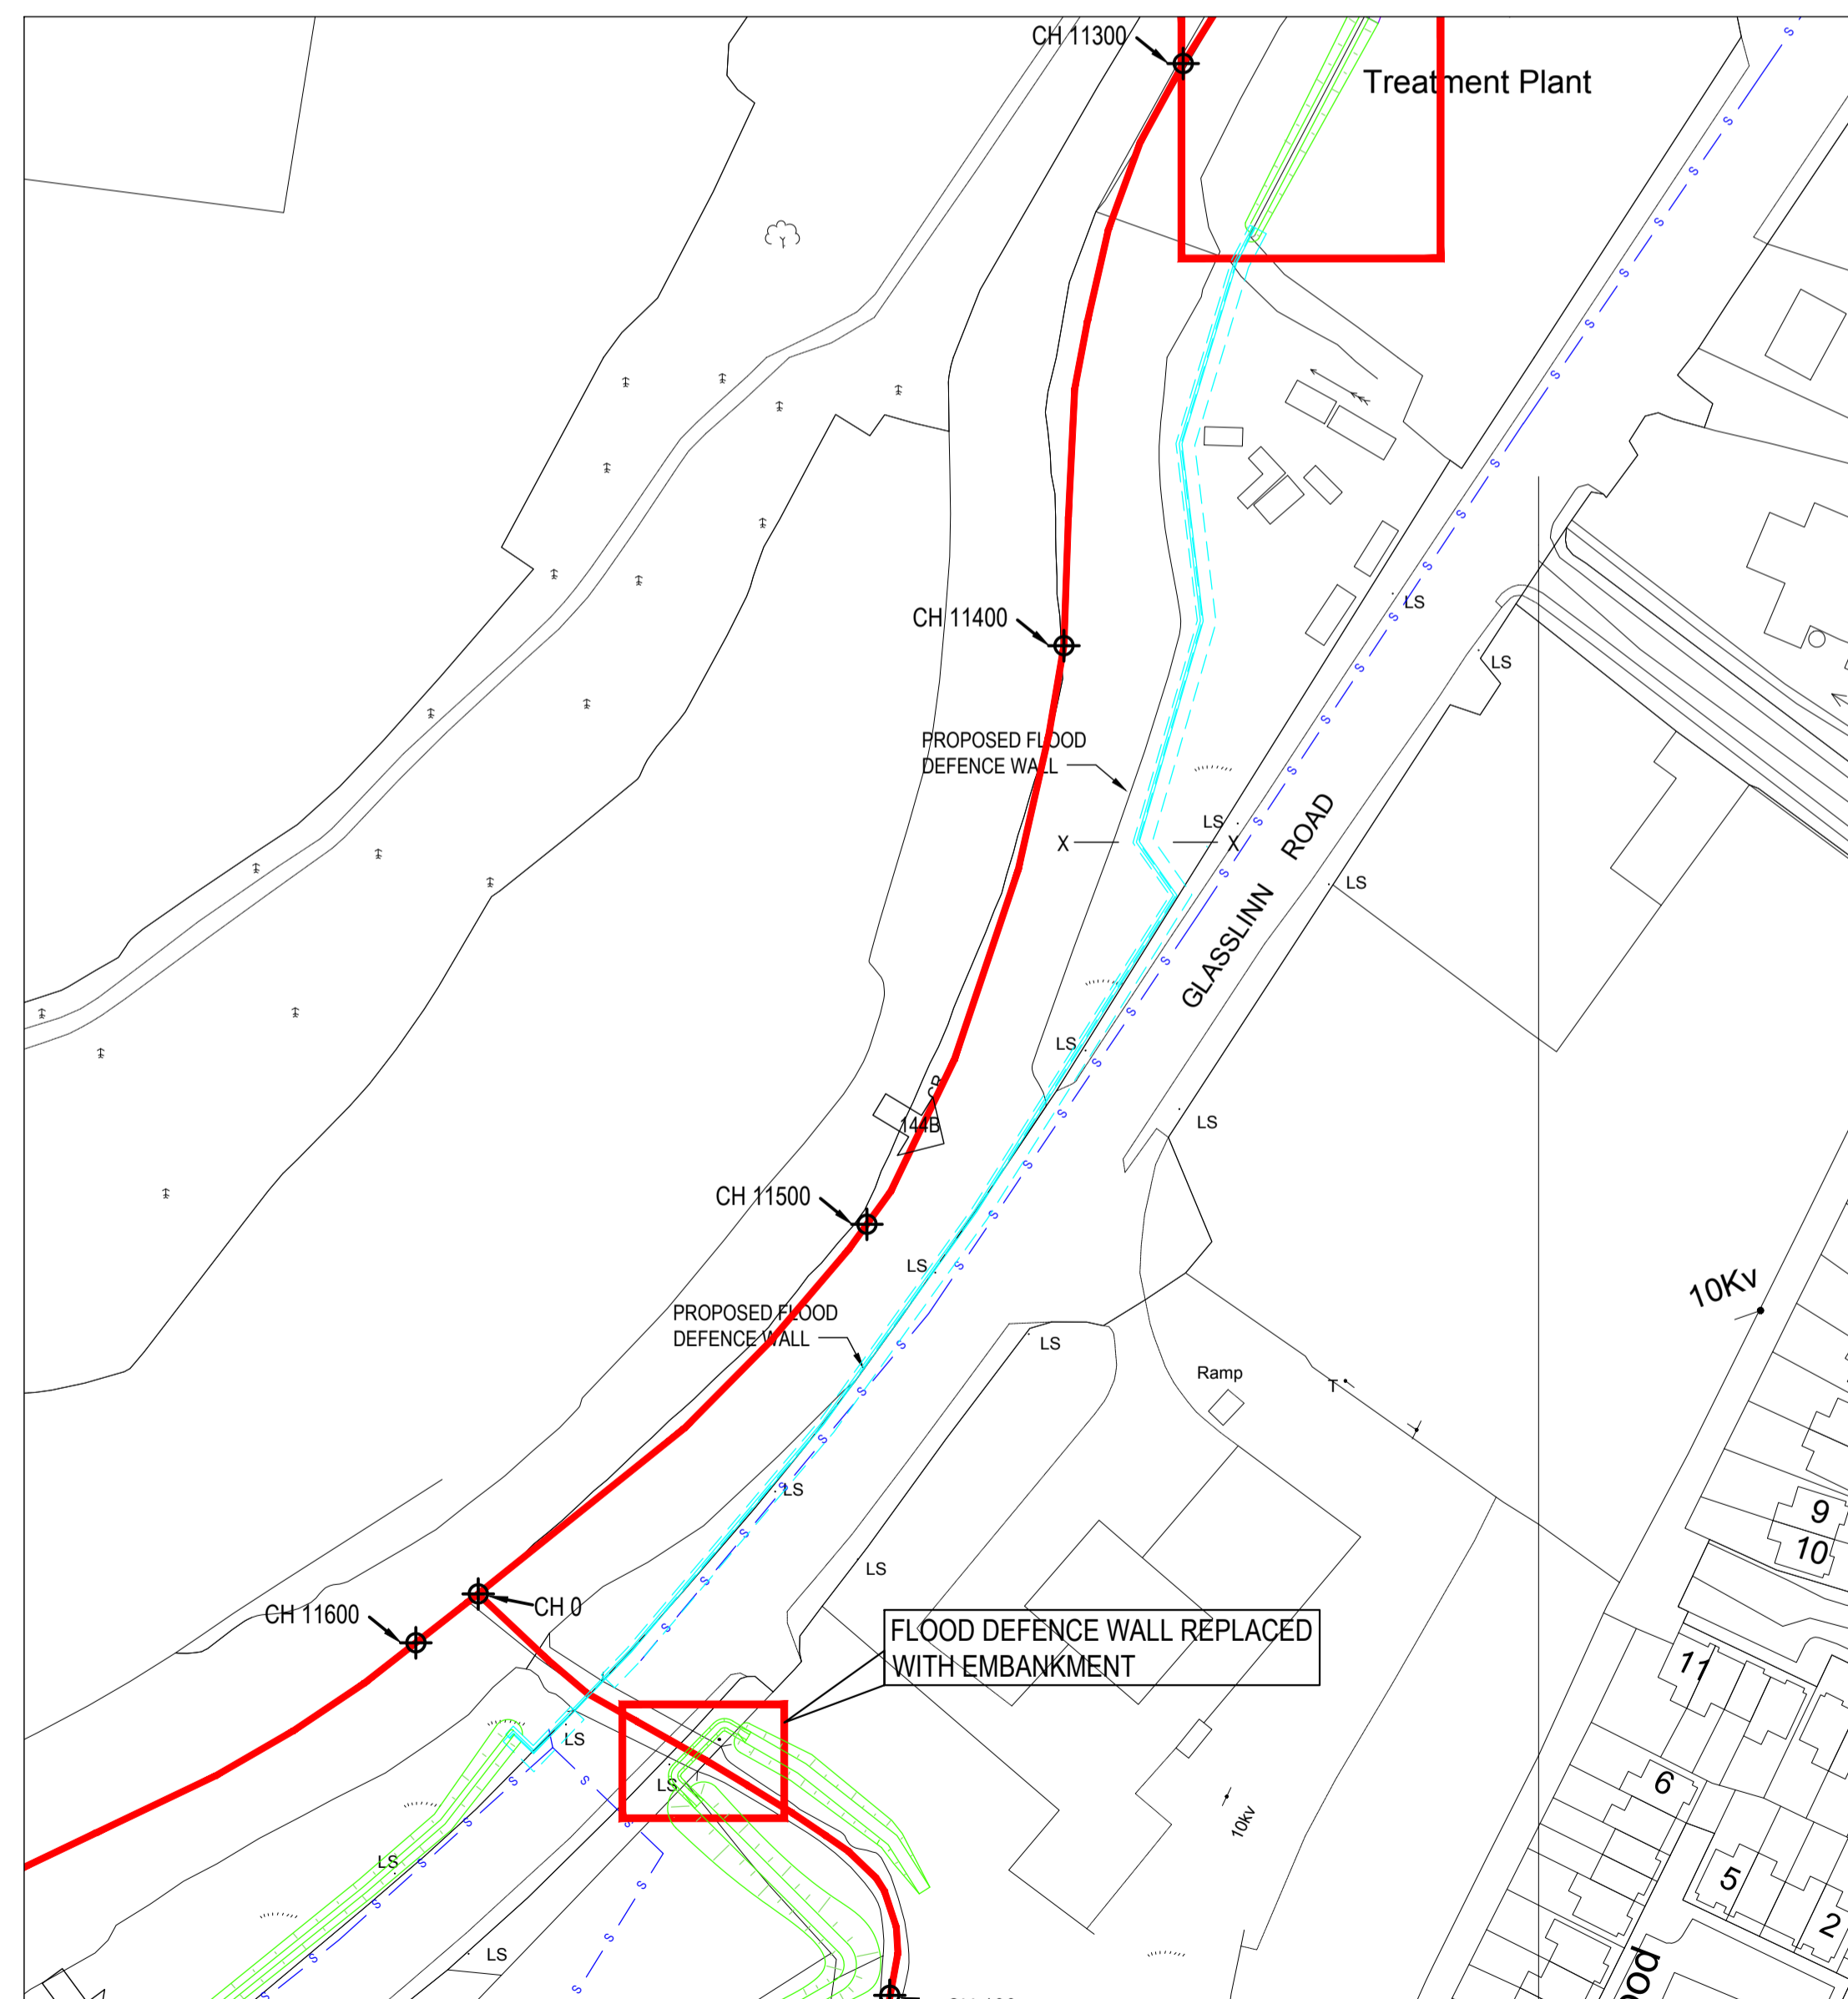 CH 11300
Treatment Plant
CH 11400
LS
LS
PROPOSED FLOOD
DEFENCE WALL
X
X
LS
GLASSLINN ROAD
LS
LS
CR
144B
LS
CH 11500
LS
10Kv
PROPOSED FLOOD
DEFENCE WALL
LS
Ramp
T
LS
9
10
LS
CH 0
CH 11600
FLOOD DEFENCE WALL REPLACED
WITH EMBANKMENT
11
LS
LS
6
10Kv
LS
5
2
LS